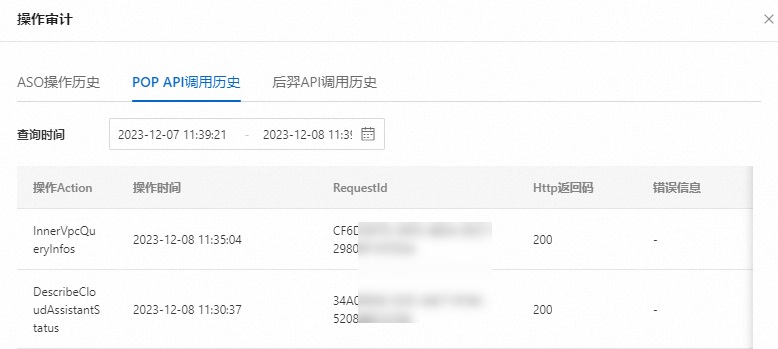 操作审计
ASO操作历史 POP API调用历史 后羿API调用历史
查询时间 2023-12-07 11:39:21 - 2023-12-08 11:39
操作Action 操作时间 RequestId Http返回码 错误信息
InnerVpcQu
eryInfos
2023-12-08 11:35:04
CF6D
2980
200 -
DescribeClo
udAssistantS
tatus
2023-12-08 11:30:37
34A0
5208
200 -